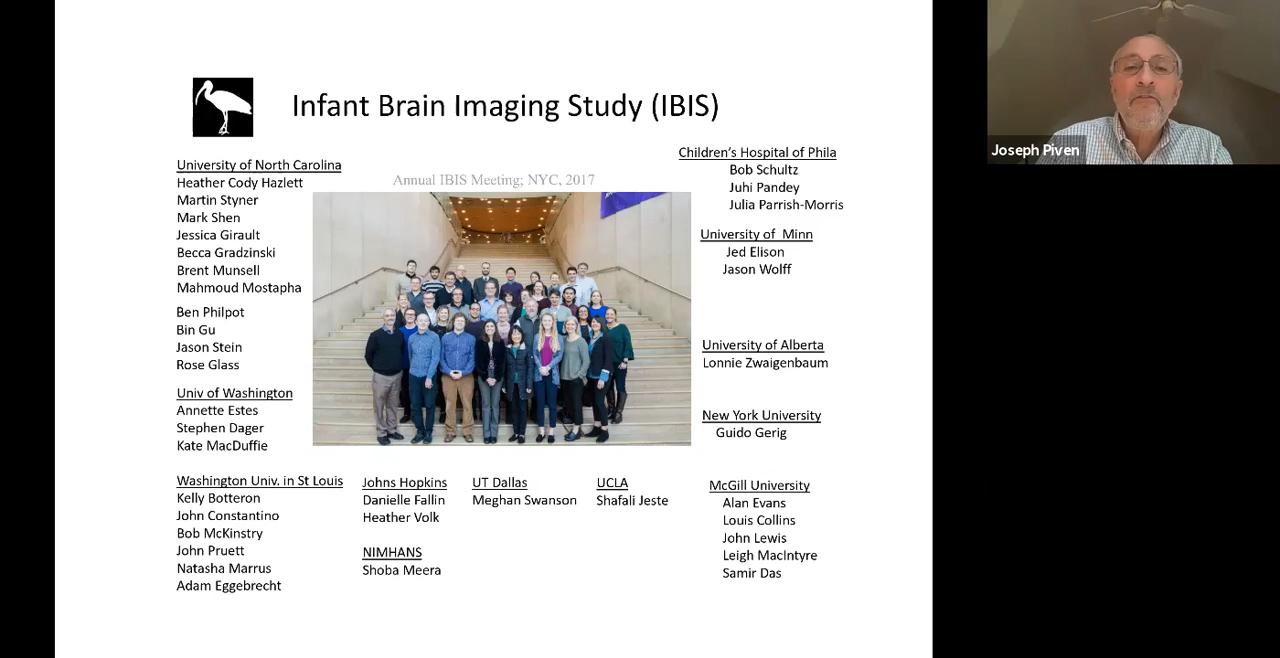 Infant Brain Imaging Study (IBIS)
University of North Carolina
Heather Cody Hazlett
Martin Styner
Mark Shen
Jessica Girault
Becca Gradzinski
Brent Munsell
Mahmoud Mostapha
Ben Philpot
Bin Gu
Jason Stein
Rose Glass
Univ of Washington
Annette Estes
Stephen Dager
Kate MacDuffie
Washington Univ. in St Louis
Kelly Botteron
John Constantino
Bob McKinstry
John Pruett
Natasha Marrus
Adam Eggebrecht
Annual IBIS Meeting; NYC, 2017
Johns Hopkins
Danielle Fallin
Heather Volk
NIMHANS
Shoba Meera
UT Dallas
Meghan Swanson
UCLA
Shafali Jeste
Children's Hospital of Phila
Bob Schultz
Juhi Pandey
Julia Parrish-Morris
University of Minn
Jed Elison
Jason Wolff
University of Alberta
Lonnie Zwaigenbaum
New York University
Guido Gerig
McGill University
Alan Evans
Louis Collins
John Lewis
Leigh MacIntyre
Samir Das
Joseph Piven